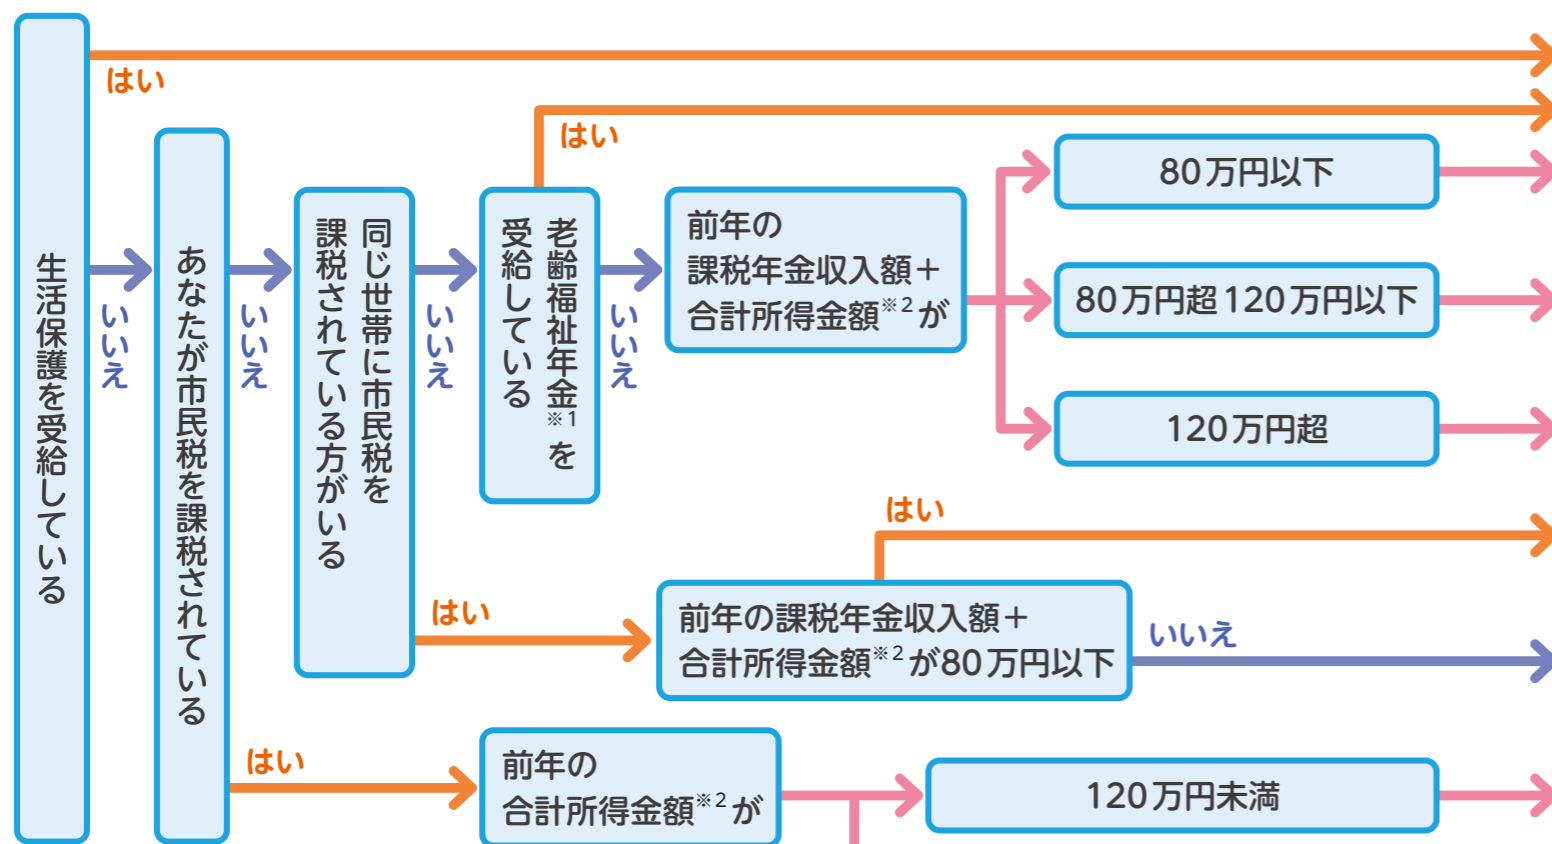 生活保護を受給している
はい
いいえ
あなたが市民税を課税されている
いいえ
同じ世帯に市民税を
課税されている方がいる
いいえ
老齢福祉年金※1を
受給している
はい
いいえ
前年の
課税年金収入額＋
合計所得金額※2が
80万円以下
80万円超120万円以下
120万円超
はい
前年の課税年金収入額＋
合計所得金額※2が80万円以下
はい
いいえ
はい
前年の
合計所得金額※2が
120万円未満